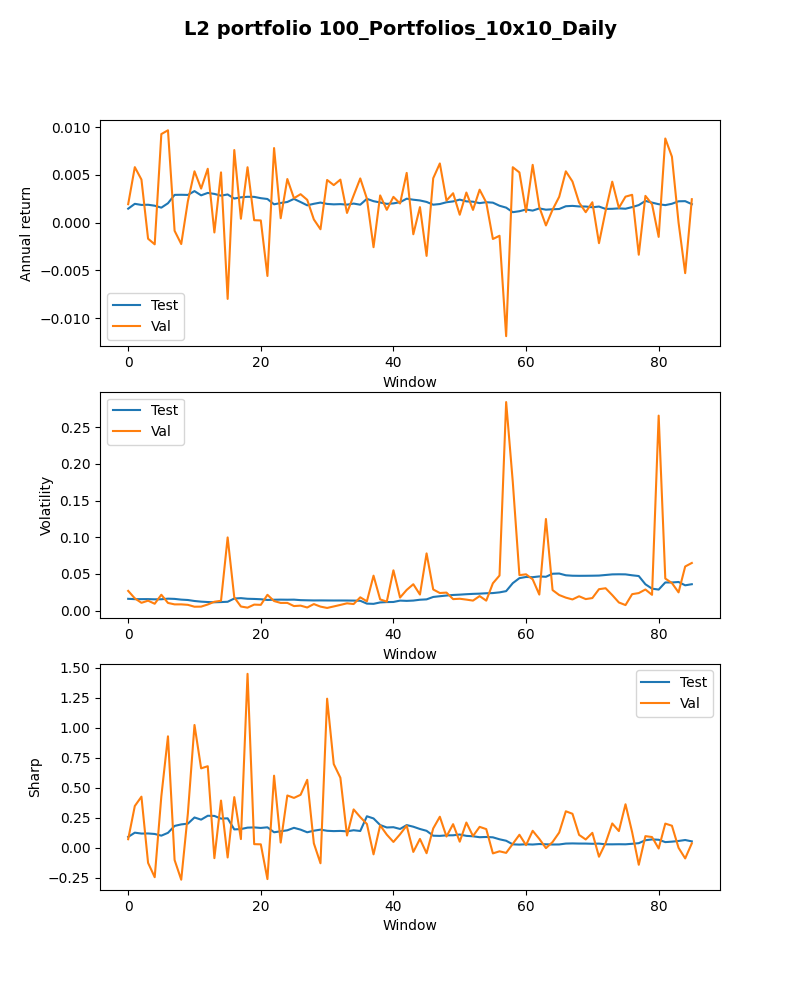 L2 portfolio 100_Portfolios_10x10_Daily
Annual return
0.010
0.005
0.000
−0.005
−0.010
Test
Val
0 20 40 60 80
Window
Volatility
0.25
0.20
0.15
0.10
0.05
0.00
Test
Val
0 20 40 60 80
Window
Sharp
1.50
1.25
1.00
0.75
0.50
0.25
0.00
−0.25
Test
Val
0 20 40 60 80
Window